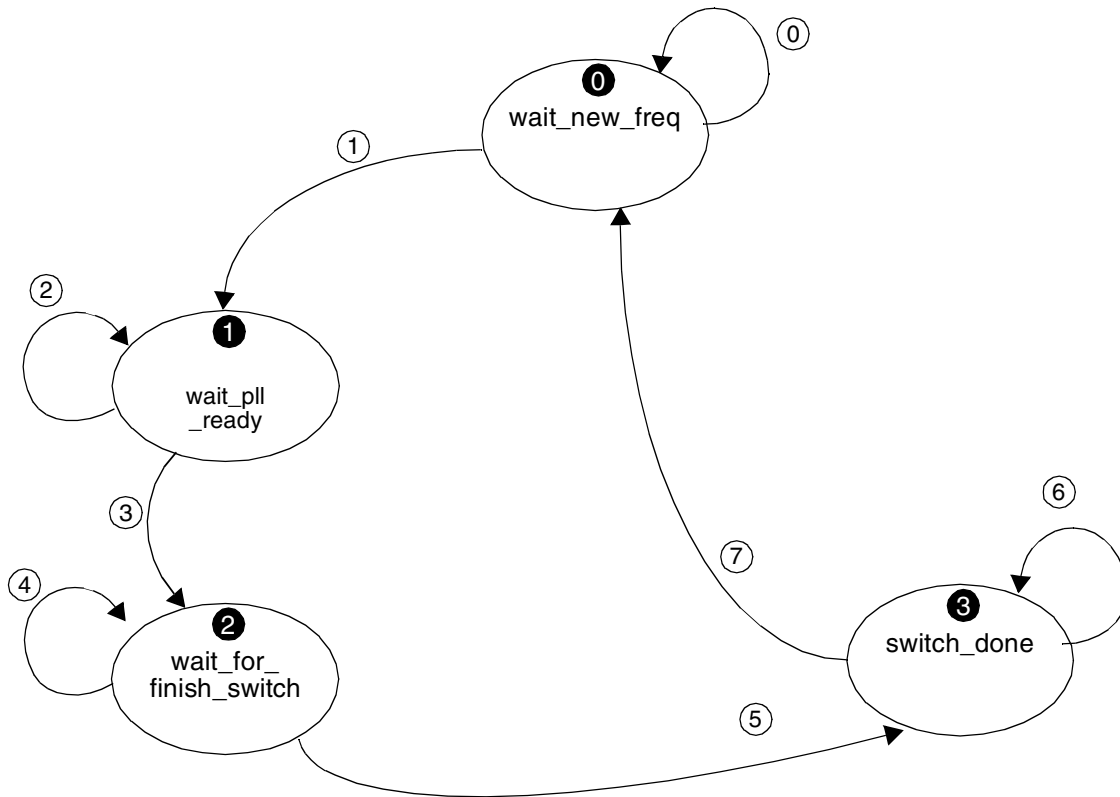 0
0
wait_new_freq
1
2
1
wait_pll
_ready
3
4
2
wait_for_
finish_switch
5
7
6
3
switch_done